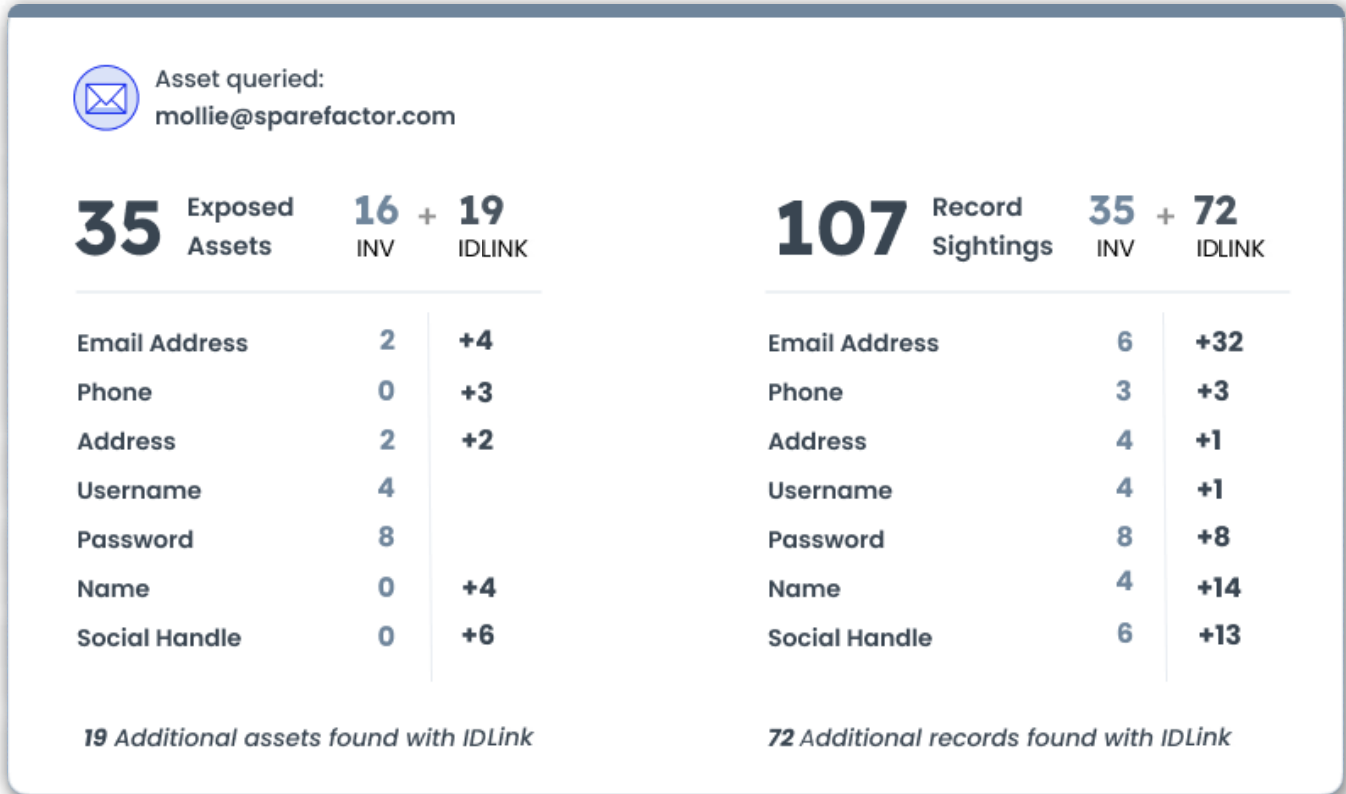 Asset queried:
mollie@sparefactor.com
35 Exposed Assets 16 INV + 19 IDLINK
Email Address 2 +4
Phone 0 +3
Address 2 +2
Username 4
Password 8
Name 0 +4
Social Handle 0 +6
19 Additional assets found with IDLink
107 Record Sightings 35 INV + 72 IDLINK
Email Address 6 +32
Phone 3 +3
Address 4 +1
Username 4 +1
Password 8 +8
Name 4 +14
Social Handle 6 +13
72 Additional records found with IDLink